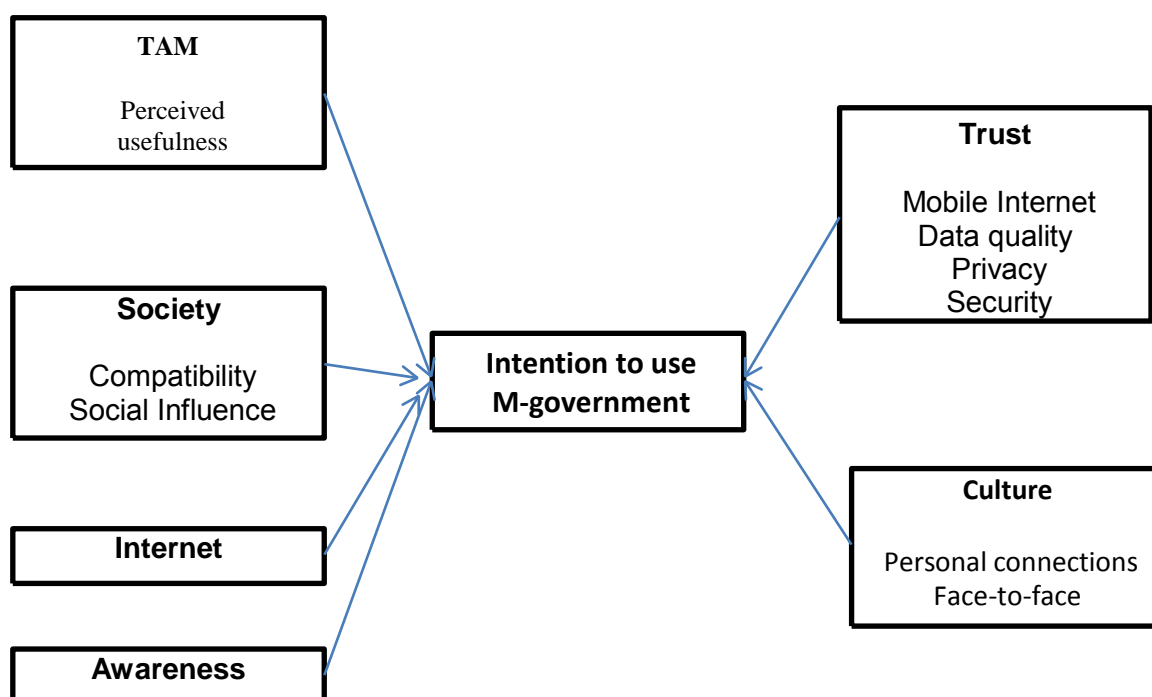 TAM
Perceived
usefulness
Society
Compatibility
Social Influence
Internet
Awareness
Intention to use
M-government
Trust
Mobile Internet
Data quality
Privacy
Security
Culture
Personal connections
Face-to-face